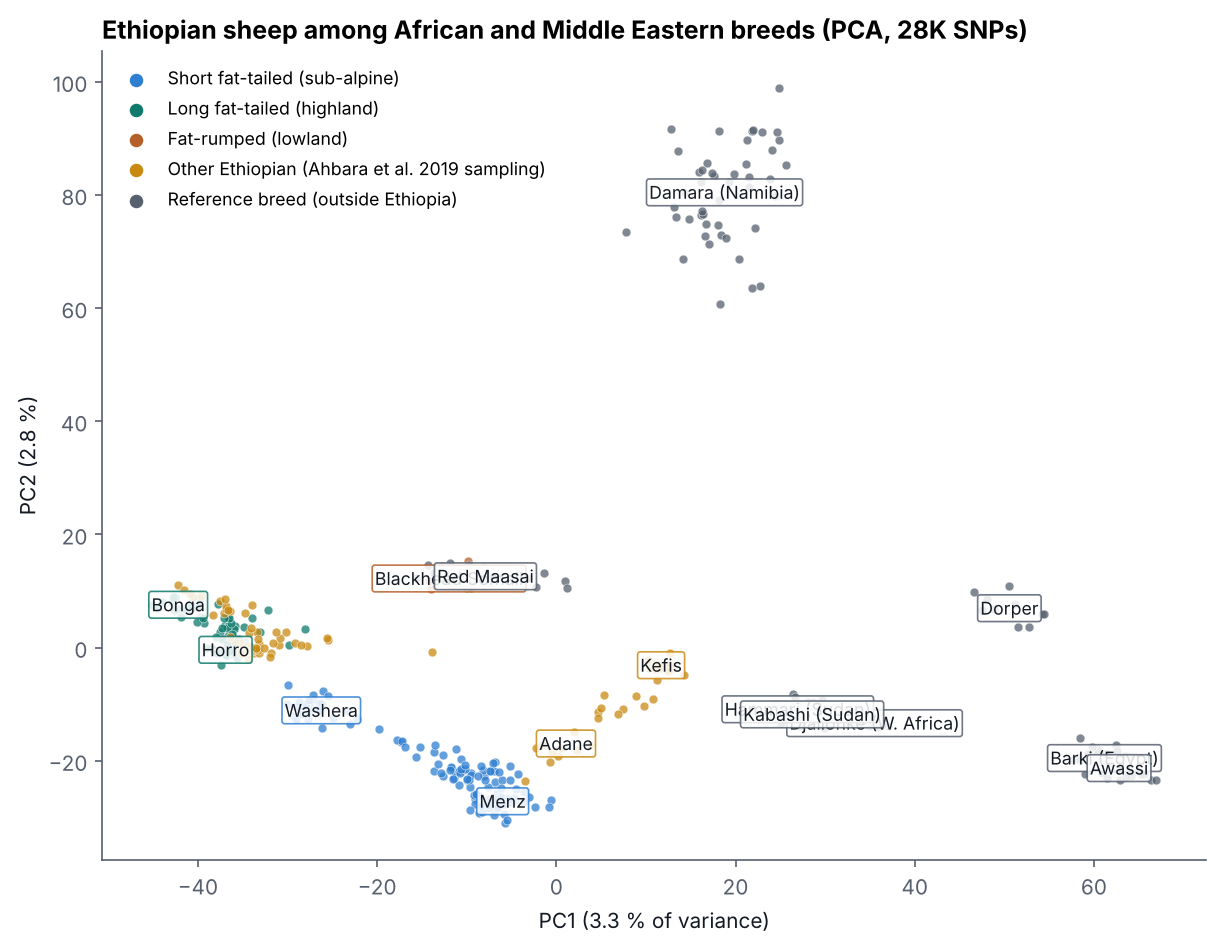 Ethiopian sheep among African and Middle Eastern breeds (PCA, 28K SNPs)
Short fat-tailed (sub-alpine)
Long fat-tailed (highland)
Fat-rumped (lowland)
Other Ethiopian (Ahbara et al. 2019 sampling)
Reference breed (outside Ethiopia)
100
80
60
40
20
0
−20
PC2 (2.8 %)
Damara (Namibia)
Red Maasai
Bonga
Horro
Dorper
Kefis
Washera
Kabashi (Sudan)
(W. Africa)
Adane
Barki (Egypt)
Awassi
Menz
−40
−20
0
20
40
60
PC1 (3.3 % of variance)